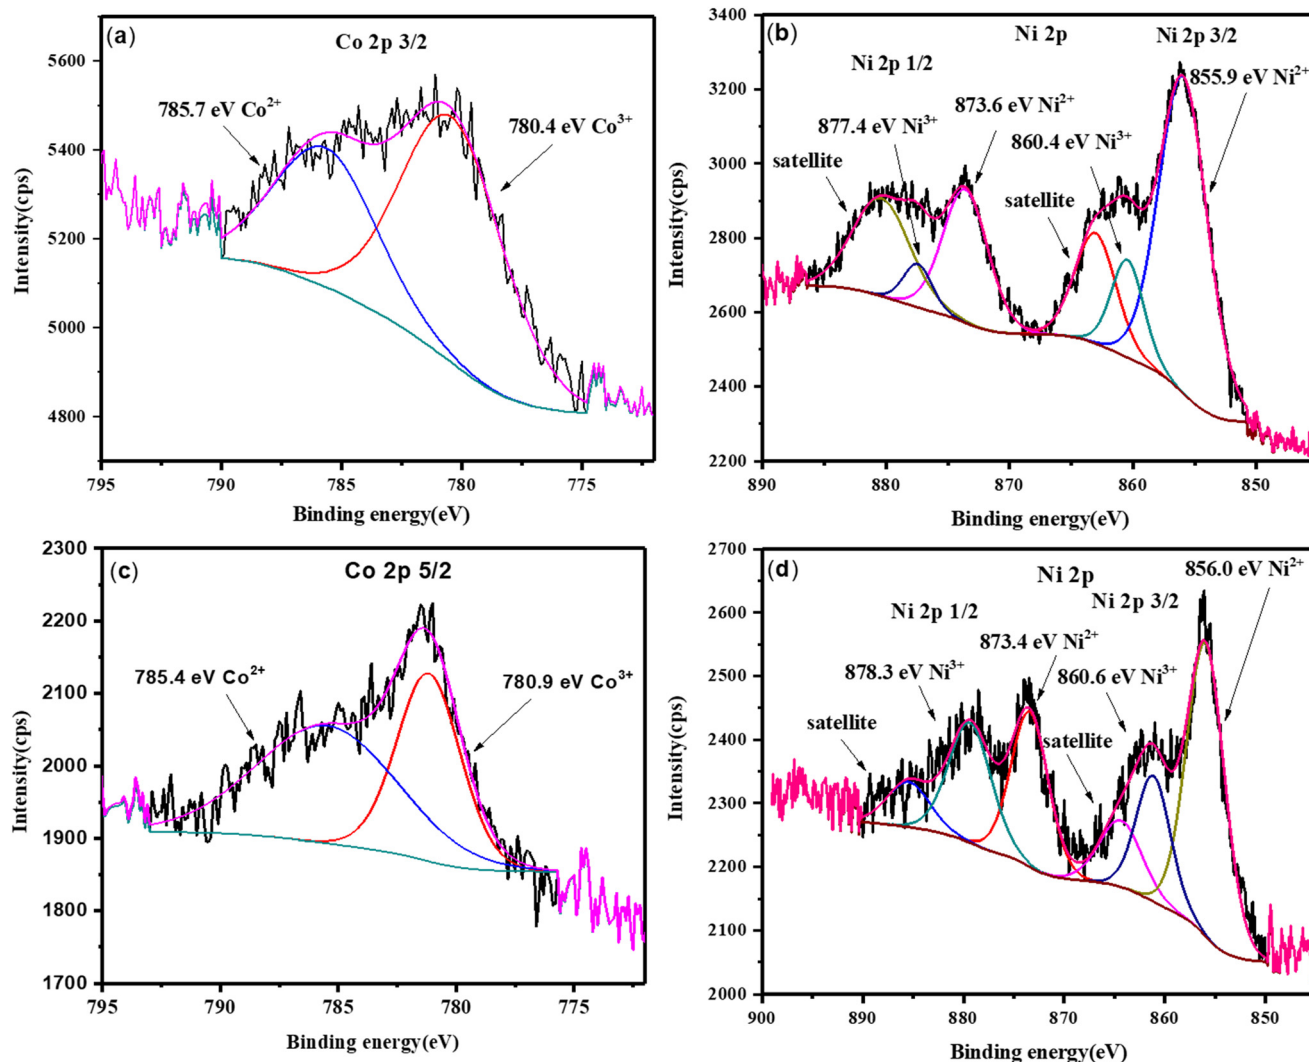 (a)
Co 2p 3/2
785.7 eV Co²⁺
780.4 eV Co³⁺
5600
5400
5200
5000
4800
Intensity(cps)
795
790
785
780
775
Binding energy(eV)
(b)
Ni 2p
Ni 2p 3/2
Ni 2p 1/2
855.9 eV Ni²⁺
873.6 eV Ni²⁺
877.4 eV Ni³⁺
860.4 eV Ni³⁺
satellite
satellite
3400
3200
3000
2800
2600
2400
2200
Intensity(cps)
890
880
870
860
850
Binding energy(eV)
(c)
Co 2p 5/2
785.4 eV Co²⁺
780.9 eV Co³⁺
2300
2200
2100
2000
1900
1800
1700
Intensity(cps)
795
790
785
780
775
Binding energy(eV)
(d)
Ni 2p
856.0 eV Ni²⁺
Ni 2p 1/2
Ni 2p 3/2
873.4 eV Ni²⁺
878.3 eV Ni³⁺
860.6 eV Ni³⁺
satellite
satellite
2700
2600
2500
2400
2300
2200
2100
2000
Intensity(cps)
900
890
880
870
860
850
Binding energy(eV)